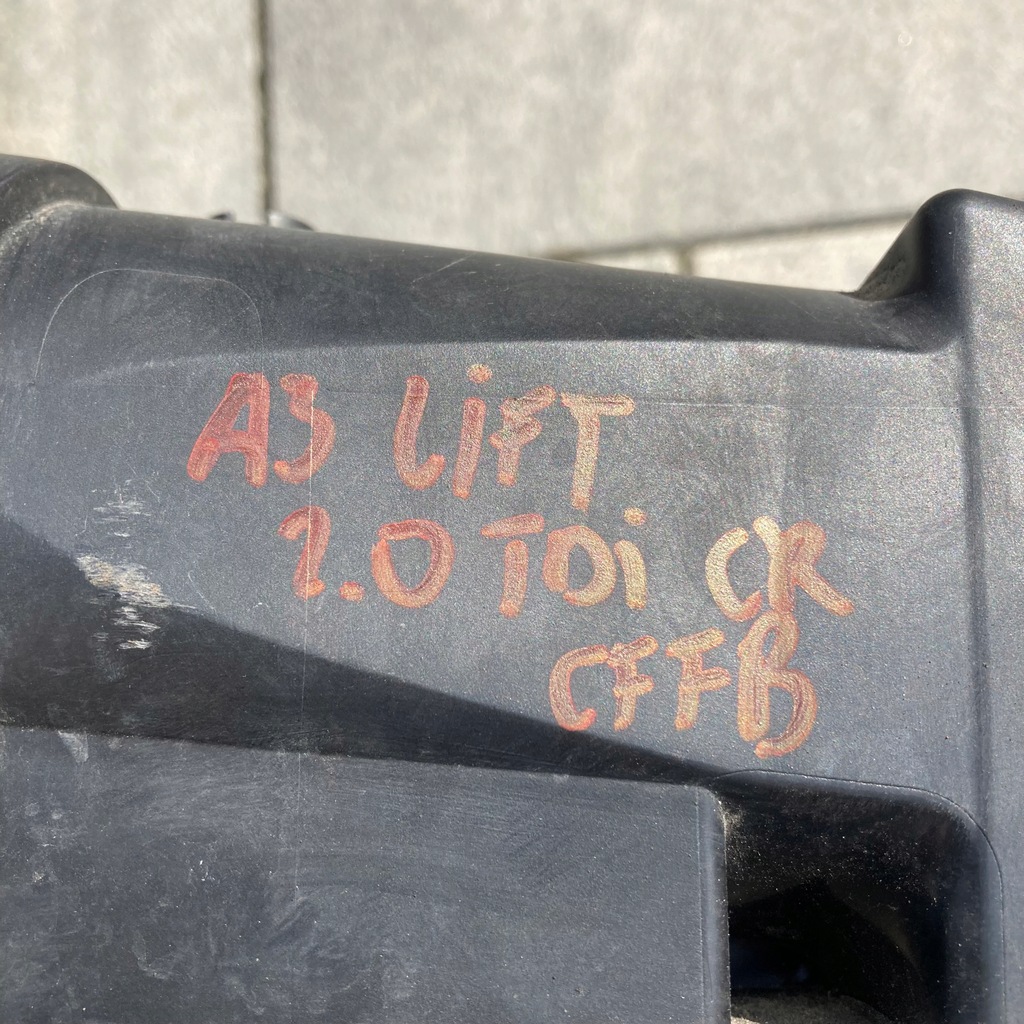 A3 LiFT
2.0 TDi CR
CFFB